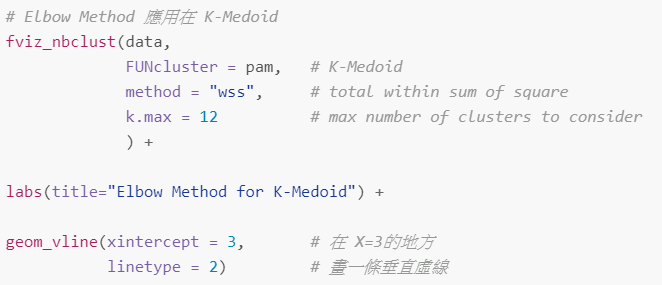 # Elbow Method 應用在 K-Medoid
fviz_nbclust(data,
             FUNcluster = pam,   # K-Medoid
             method = "wss",     # total within sum of square
             k.max = 12          # max number of clusters to consider
             ) +
labs(title="Elbow Method for K-Medoid") +
geom_vline(xintercept = 3,       # 在 X=3的地方
           linetype = 2)         # 畫一條垂直虛線